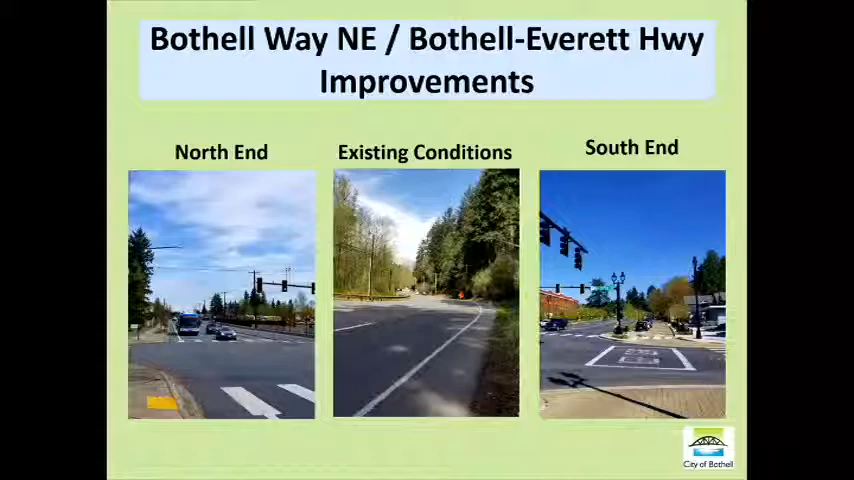 Bothell Way NE / Bothell-Everett Hwy
Improvements
North End
Existing Conditions
South End
City of Bothell